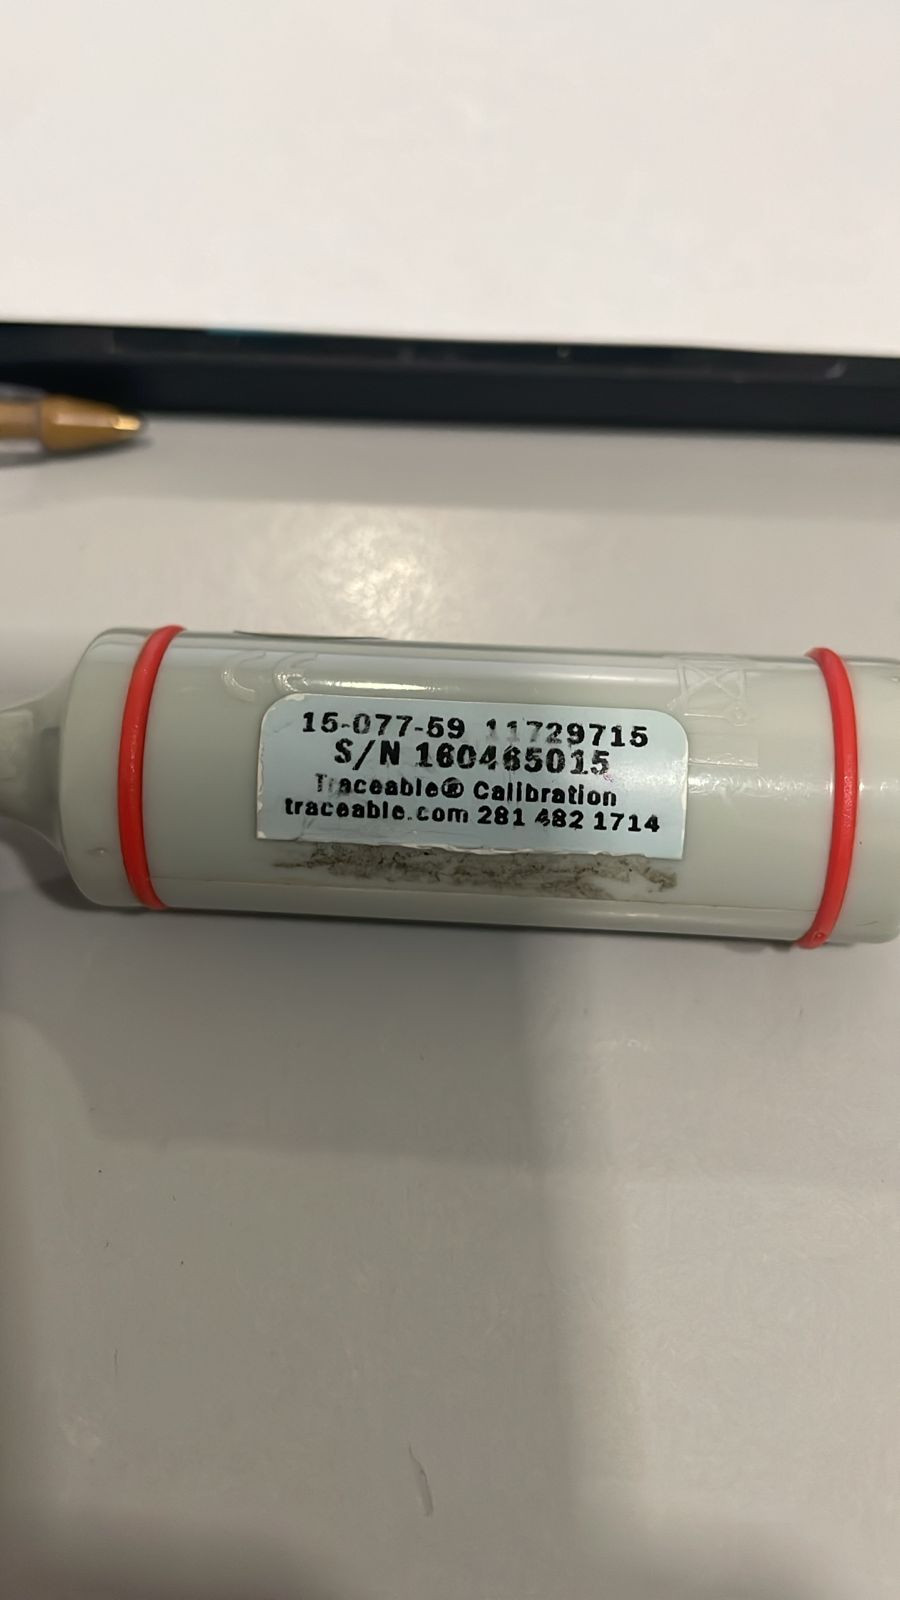 15-077-59 11729715
S/N 160465015
Traceable® Calibration
traceable.com 281 482 1714